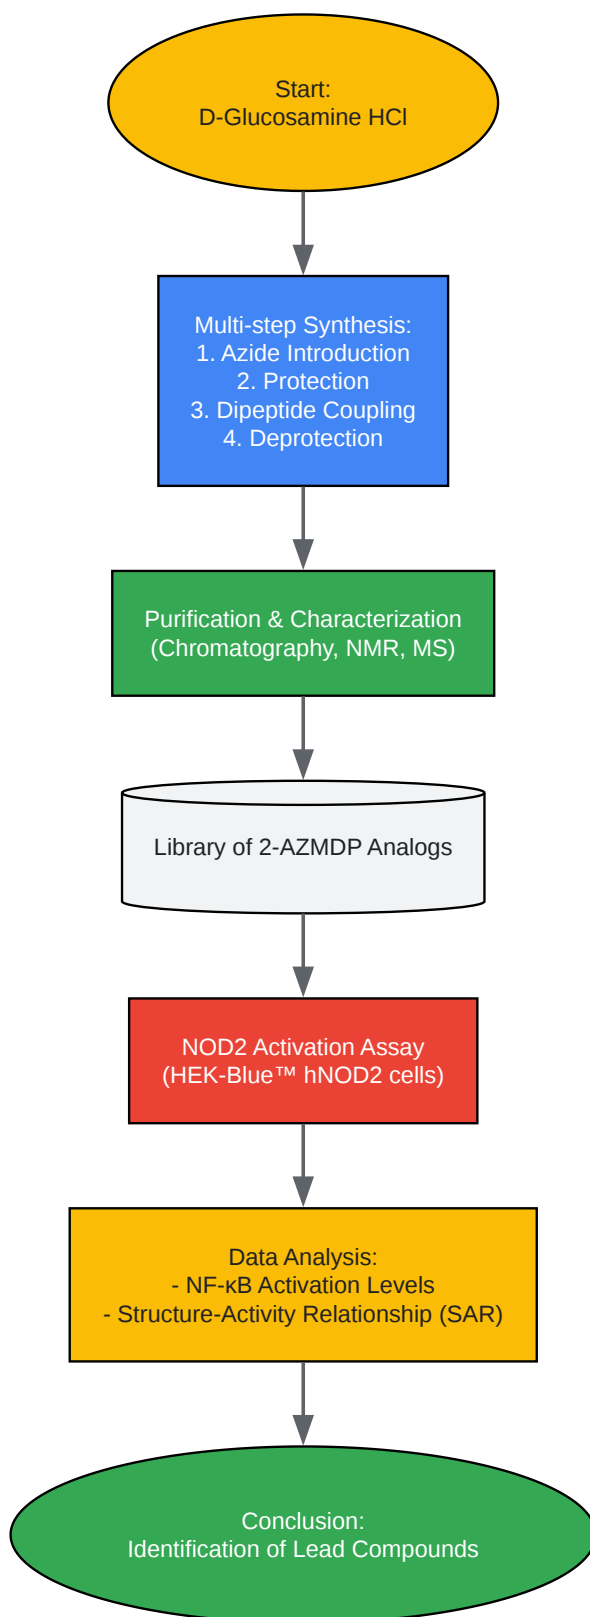 Start:
D-Glucosamine HCl
Multi-step Synthesis:
1. Azide Introduction
2. Protection
3. Dipeptide Coupling
4. Deprotection
Purification & Characterization
(Chromatography, NMR, MS)
Library of 2-AZMDP Analogs
NOD2 Activation Assay
(HEK-Blue™ hNOD2 cells)
Data Analysis:
- NF-κB Activation Levels
- Structure-Activity Relationship (SAR)
Conclusion:
Identification of Lead Compounds